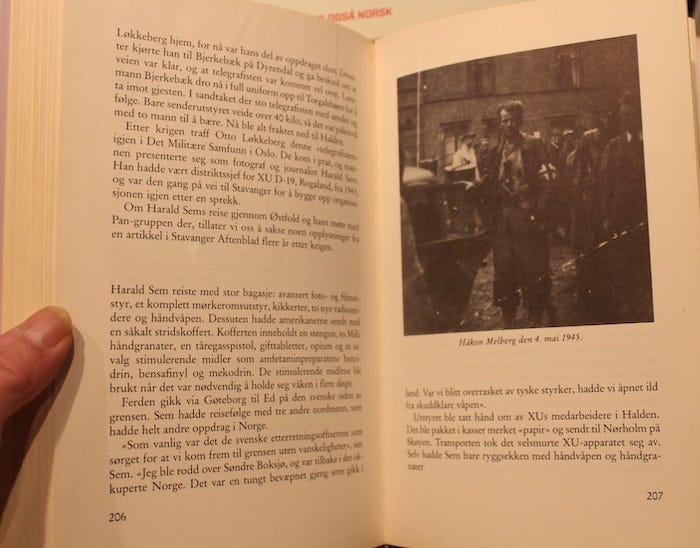 OGSÅ NORSK
Løkkeberg hjem, for nå var hans del av oppdraget slutt. Deret-
ter kjørte han til Bjerkebæk på Dyrendal og ga beskjed om at
veien var klar, og at telegrafisten var kommet vel over. Lens-
mann Bjerkebæk dro nå i full uniform opp til Torgalsbøen for å
ta imot gjesten. I sandtaket der sto telegrafisten med sender og
følge. Bare senderutstyret veide over 40 kilo, så det var påkrevd
med to mann til å bære. Nå ble alt fraktet ned til Halden.
Etter krigen traff Otto Løkkeberg denne «telegrafisten»
igjen i Det Militære Samfunn i Oslo. De kom i prat, og man-
nen presenterte seg som fotograf og journalist Harald Sem.
Han hadde vært distriktssjef for XU D-19, Rogaland, fra 1943,
og var den gang på vei til Stavanger for å bygge opp organisa-
sjonen igjen etter en sprekk.
Om Harald Sems reise gjennom Østfold og hans møte med
Pan-gruppen der, tillater vi oss å sakse noen opplysninger fra
en artikkel i Stavanger Aftenblad flere år etter krigen.
Harald Sem reiste med stor bagasje: avansert foto- og filmut-
styr, et komplett mørkeromsutstyr, kikkerter, to nye radiosen-
dere og håndvåpen. Dessuten hadde amerikanerne sendt med
en såkalt stridskoffert. Kofferten inneholdt en stengun, to Mills
håndgranater, en tåregasspistol, gifttabletter, opium og et ut-
valg stimulerende midler som amfetaminpreparatene benze-
drin, bensafinyl og mekodrin. De stimulerende midlene ble
brukt når det var nødvendig å holde seg våken i flere døgn.
Ferden gikk via Gøteborg til Ed på den svenske siden av
grensen. Sem hadde reisefølge med tre andre nordmenn, som
hadde helt andre oppdrag i Norge.
«Som vanlig var det de svenske etterretningsoffiserene som
sørget for at vi kom frem til grensen uten vanskeligheter», sier
Sem. «Jeg ble rodd over Søndre Boksjø, og var tilbake i det ok-
kuperte Norge. Det var en tungt bevæpnet gjeng som gikk i
206
Håkon Melberg den 4. mai 1945.
land. Var vi blitt overrasket av tyske styrker, hadde vi åpnet ild
fra skuddklare våpen».
Utstyret ble tatt hånd om av XUs medarbeidere i Halden.
Det ble pakket i kasser merket «papir» og sendt til Nørholm på
Skøyen. Transporten tok det velsmurte XU-apparatet seg av.
Selv hadde Sem bare ryggsekken med håndvåpen og håndgra-
nater.
207